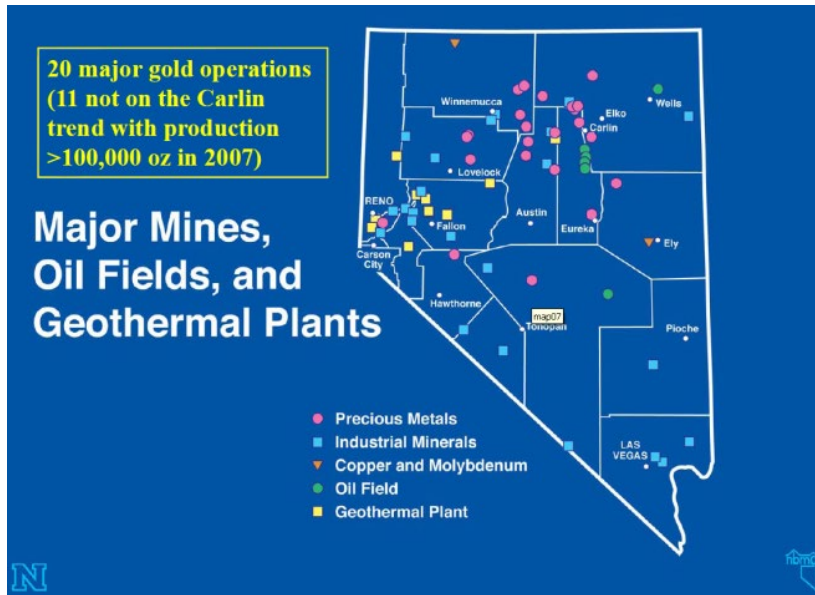 20 major gold operations
(11 not on the Carlin
trend with production
>100,000 oz in 2007)
Major Mines,
Oil Fields, and
Geothermal Plants
Winnemucca
Elko
Wells
Carlin
Lovelock
RENO
Fallon
Austin
Eureka
Ely
Carson
City
Hawthorne
map07
Tonopah
Pioche
LAS
VEGAS
Precious Metals
Industrial Minerals
Copper and Molybdenum
Oil Field
Geothermal Plant
N